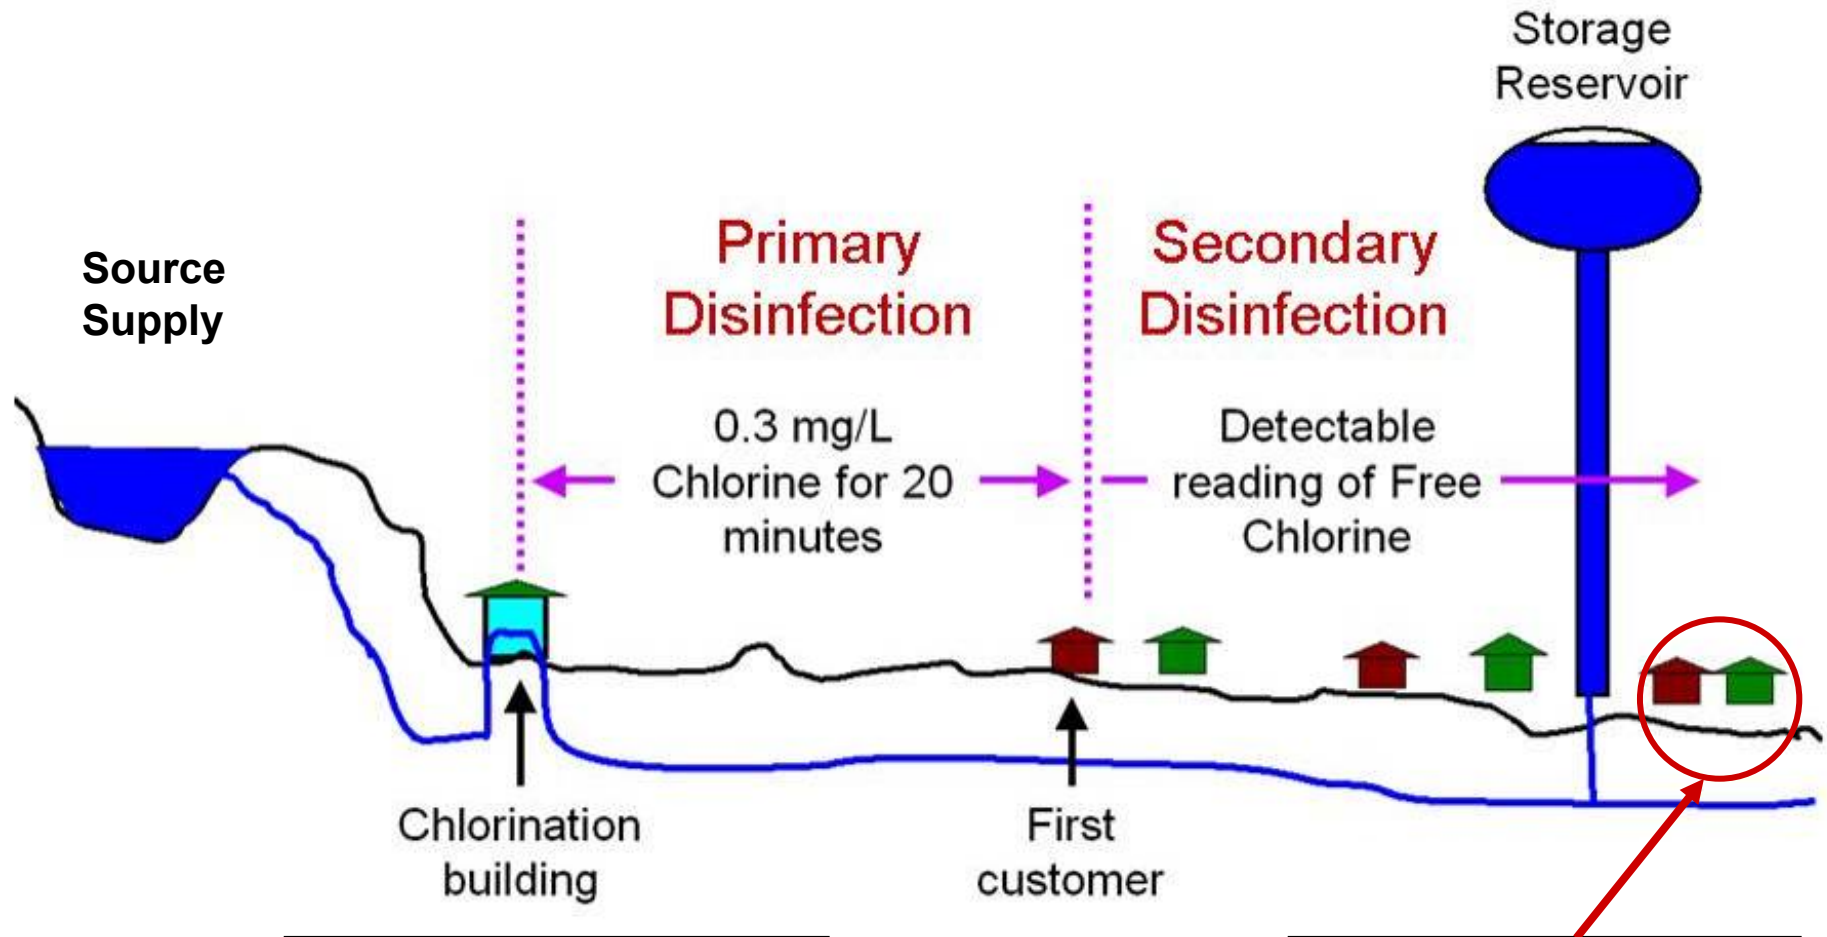 Storage
Reservoir
Source
Supply
Primary
Disinfection
Secondary
Disinfection
0.3 mg/L
Chlorine for 20
minutes
Detectable
reading of Free
Chlorine
Chlorination
building
First
customer